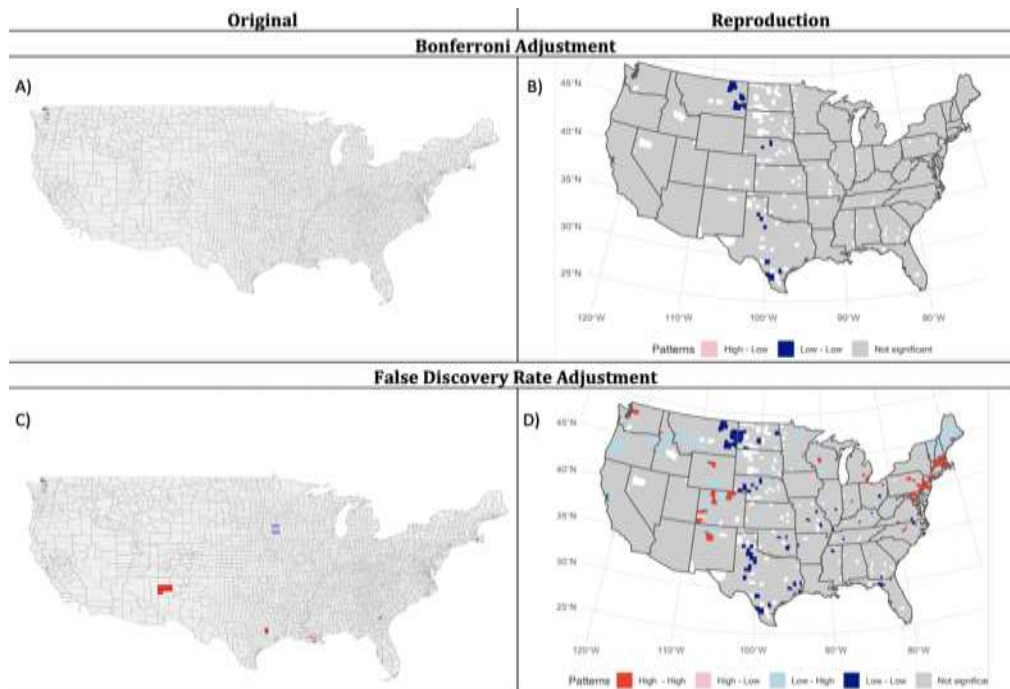 Original
Reproduction
Bonferroni Adjustment
A)
B)
45°N
40°N
35°N
30°N
25°N
120°W 110°W 100°W 90°W 80°W
Patterns High - Low Low - Low Not significant
False Discovery Rate Adjustment
C)
D)
45°N
40°N
35°N
30°N
25°N
120°W 110°W 100°W 90°W 80°W
Patterns High - High High - Low Low - High Low - Low Not significa